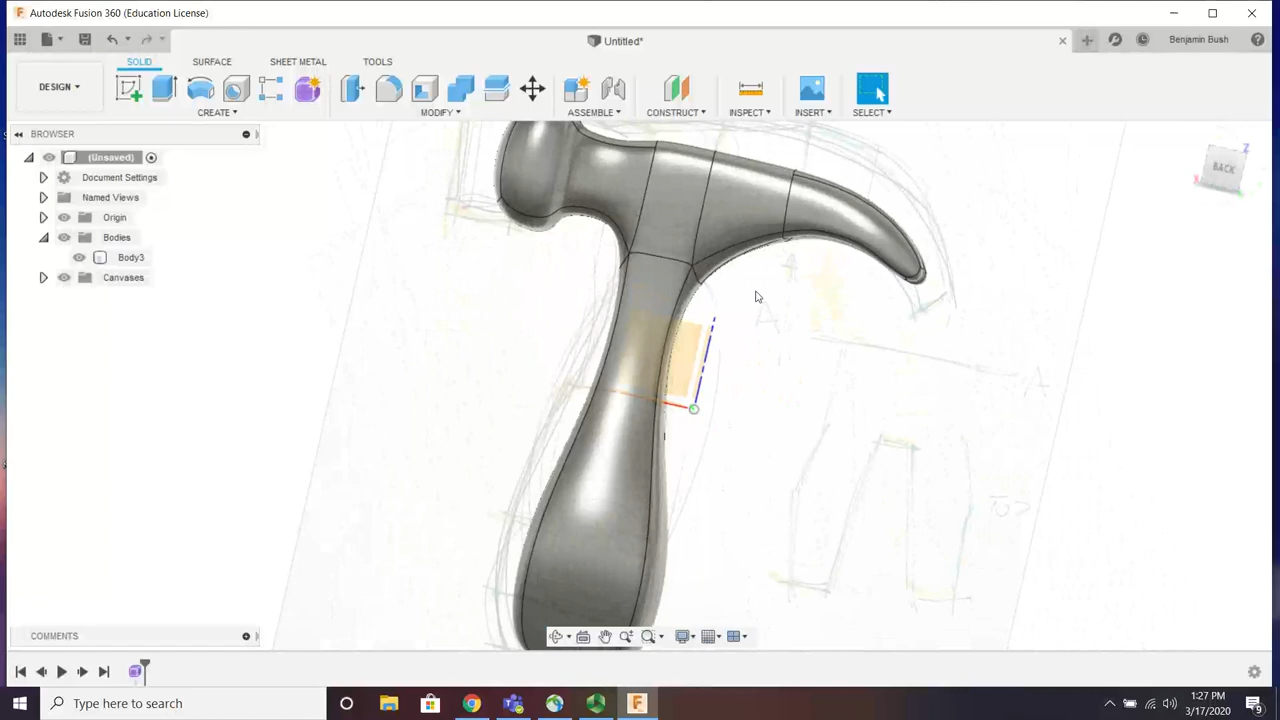 Autodesk Fusion 360 (Education License)
Untitled*
Benjamin Bush
SOLID SURFACE SHEET METAL TOOLS
DESIGN
CREATE MODIFY ASSEMBLE CONSTRUCT INSPECT INSERT SELECT
BROWSER
(Unsaved)
Document Settings
Named Views
Origin
Bodies
Body3
Canvases
BACK
Z
COMMENTS
Type here to search
1:27 PM
3/17/2020
9